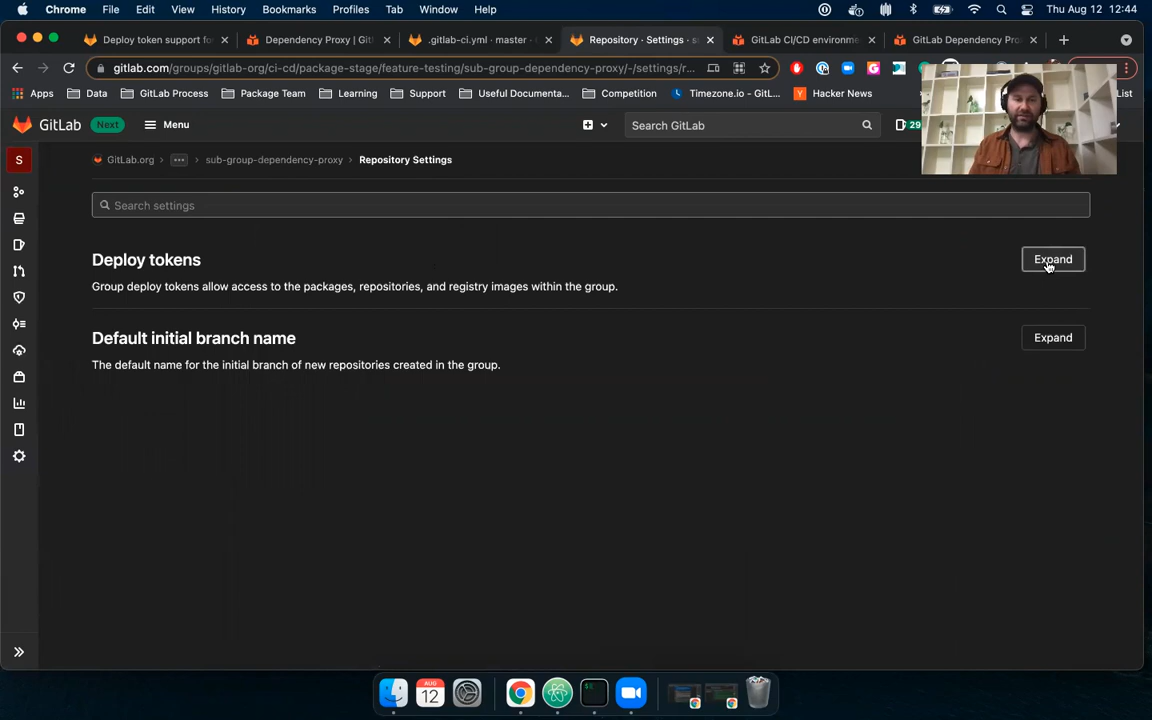 Chrome File Edit View History Bookmarks Profiles Tab Window Help Thu Aug 12 12:44
Deploy token support fo Dependency Proxy | Git .gitlab-ci.yml · master · Repository · Settings · s GitLab CI/CD environme GitLab Dependency Prox
gitlab.com/groups/gitlab-org/ci-cd/package-stage/feature-testing/sub-group-dependency-proxy/-/settings/r...
Apps Data GitLab Process Package Team Learning Support Useful Documenta... Competition Timezone.io - GitL... Hacker News List
GitLab Next Menu Search GitLab 29
S GitLab.org ... sub-group-dependency-proxy Repository Settings
Search settings
Deploy tokens Expand
Group deploy tokens allow access to the packages, repositories, and registry images within the group.
Default initial branch name Expand
The default name for the initial branch of new repositories created in the group.
AUG
12